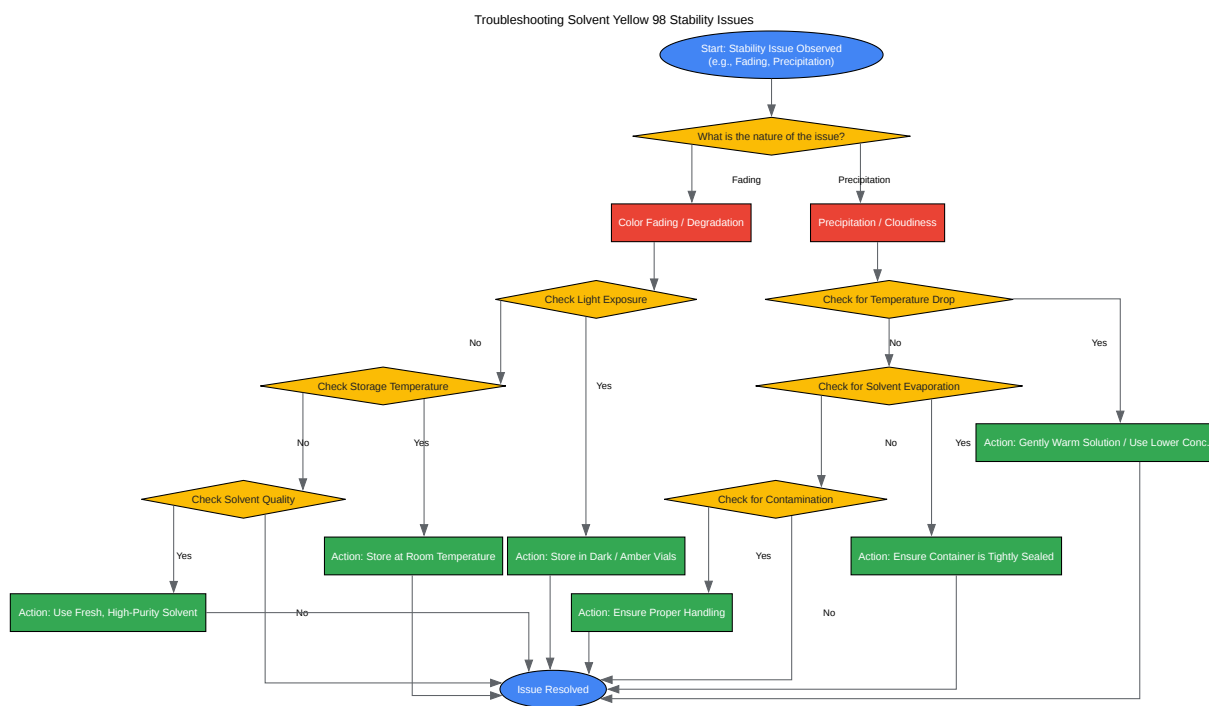 Troubleshooting Solvent Yellow 98 Stability Issues
Start: Stability Issue Observed
(e.g., Fading, Precipitation)
What is the nature of the issue?
Fading
Precipitation
Color Fading / Degradation
Precipitation / Cloudiness
Check Light Exposure
Check for Temperature Drop
No
No
Yes
Check Storage Temperature
Yes
Check for Solvent Evaporation
No
Yes
No
Yes
Action: Gently Warm Solution / Use Lower Conc.
Check Solvent Quality
Check for Contamination
Yes
Action: Store at Room Temperature
Action: Store in Dark / Amber Vials
Yes
Action: Ensure Container is Tightly Sealed
Action: Use Fresh, High-Purity Solvent
No
Action: Ensure Proper Handling
No
Issue Resolved